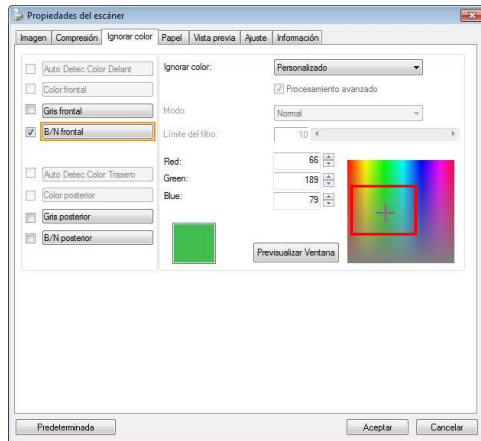 Propiedades del escáner
Imagen Compresión Ignorar color Papel Vista previa Ajuste Información
Auto Detec Color Delant
Color frontal
Gris frontal
B/N frontal
Auto Detec Color Trasero
Color posterior
Gris posterior
B/N posterior
Ignorar color: Personalizado
Procesamiento avanzado
Modo: Normal
Límite del filtro: 10
Red: 66
Green: 189
Blue: 79
Previsualizar Ventana
Predeterminada Aceptar Cancelar